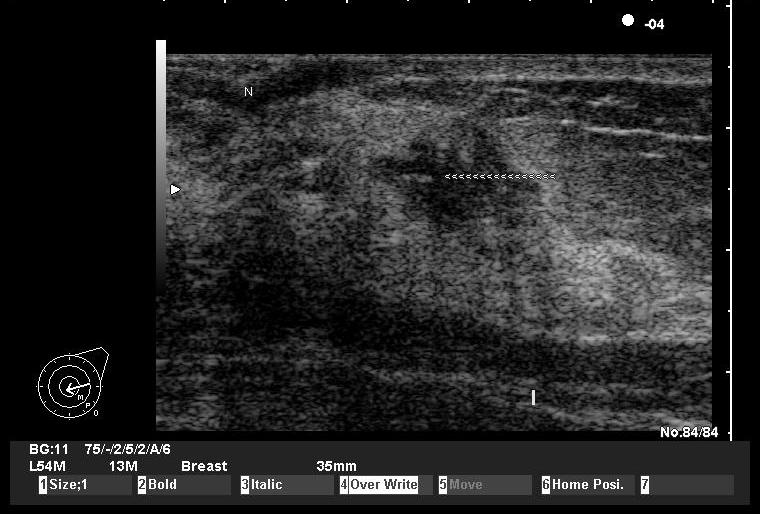 -04
N
<<<<<<<<<<<<<<
M
P
O
No.84/84
BG:11 75/-/2/5/2/A/6
L54M 13M Breast 35mm
1 Size;1 2 Bold 3 Italic 4 Over Write 5 Move 6 Home Posi. 7